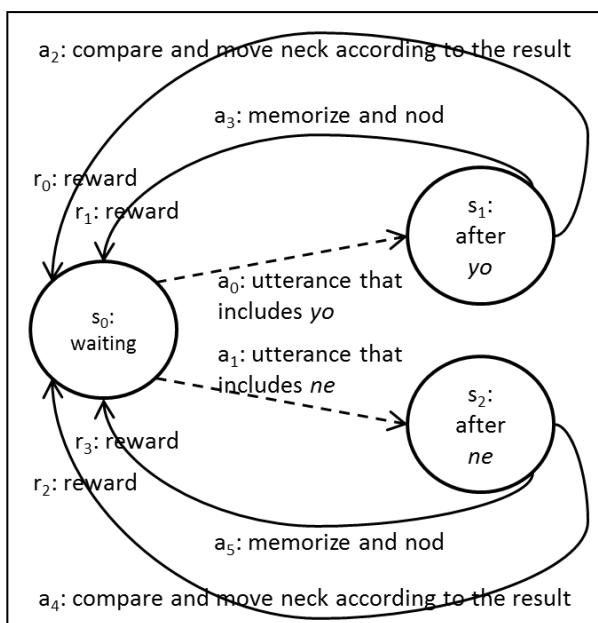 a₂: compare and move neck according to the result
a₃: memorize and nod
r₀: reward
r₁: reward
s₁:
after
yo
s₀:
waiting
a₀: utterance that
includes yo
a₁: utterance that
includes ne
s₂:
after
ne
r₃: reward
r₂: reward
a₅: memorize and nod
a₄: compare and move neck according to the result